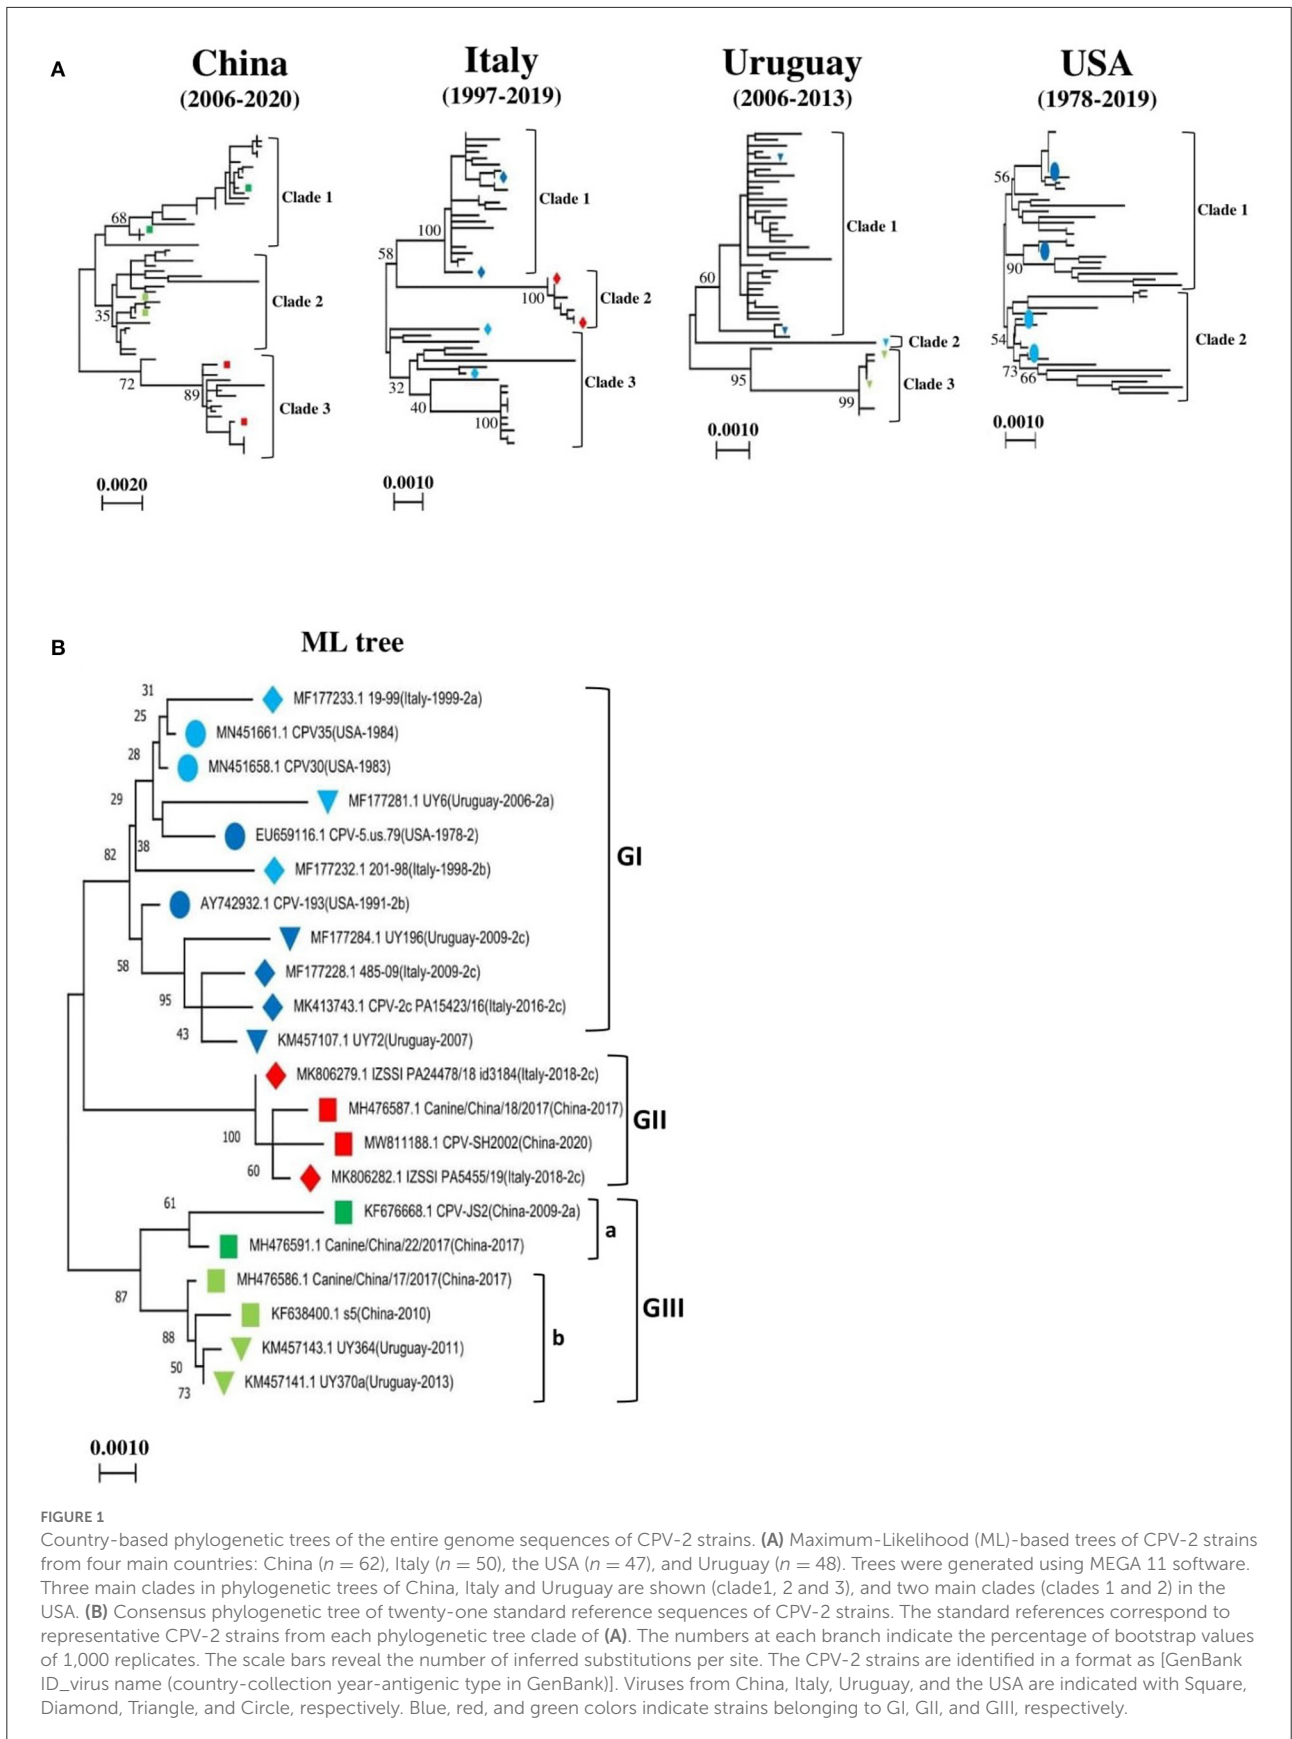 A
China
(2006-2020)
68
Clade 1
35
Clade 2
72
89
Clade 3
0.0020
Italy
(1997-2019)
100
Clade 1
58
100
Clade 2
32
40
100
Clade 3
0.0010
Uruguay
(2006-2013)
60
Clade 1
Clade 2
95
99
Clade 3
0.0010
USA
(1978-2019)
56
Clade 1
90
54
73
66
Clade 2
0.0010
B
ML tree
31
MF177233.1 19-99(Italy-1999-2a)
25
MN451661.1 CPV35(USA-1984)
28
MN451658.1 CPV30(USA-1983)
29
MF177281.1 UY6(Uruguay-2006-2a)
EU659116.1 CPV-5.us.79(USA-1978-2)
38
82
GI
MF177232.1 201-98(Italy-1998-2b)
AY742932.1 CPV-193(USA-1991-2b)
MF177284.1 UY196(Uruguay-2009-2c)
58
MF177228.1 485-09(Italy-2009-2c)
95
MK413743.1 CPV-2c PA15423/16(Italy-2016-2c)
43
KM457107.1 UY72(Uruguay-2007)
MK806279.1 IZSSI PA24478/18 id3184(Italy-2018-2c)
MH476587.1 Canine/China/18/2017(China-2017)
GII
100
MW811188.1 CPV-SH2002(China-2020)
60
MK806282.1 IZSSI PA5455/19(Italy-2018-2c)
61
KF676668.1 CPV-JS2(China-2009-2a)
a
MH476591.1 Canine/China/22/2017(China-2017)
MH476586.1 Canine/China/17/2017(China-2017)
87
GIII
KF638400.1 s5(China-2010)
88
b
KM457143.1 UY364(Uruguay-2011)
50
KM457141.1 UY370a(Uruguay-2013)
73
0.0010
FIGURE 1
Country-based phylogenetic trees of the entire genome sequences of CPV-2 strains. (A) Maximum-Likelihood (ML)-based trees of CPV-2 strains
from four main countries: China (n = 62), Italy (n = 50), the USA (n = 47), and Uruguay (n = 48). Trees were generated using MEGA 11 software.
Three main clades in phylogenetic trees of China, Italy and Uruguay are shown (clade1, 2 and 3), and two main clades (clades 1 and 2) in the
USA. (B) Consensus phylogenetic tree of twenty-one standard reference sequences of CPV-2 strains. The standard references correspond to
representative CPV-2 strains from each phylogenetic tree clade of (A). The numbers at each branch indicate the percentage of bootstrap values
of 1,000 replicates. The scale bars reveal the number of inferred substitutions per site. The CPV-2 strains are identified in a format as [GenBank
ID_virus name (country-collection year-antigenic type in GenBank)]. Viruses from China, Italy, Uruguay, and the USA are indicated with Square,
Diamond, Triangle, and Circle, respectively. Blue, red, and green colors indicate strains belonging to GI, GII, and GIII, respectively.